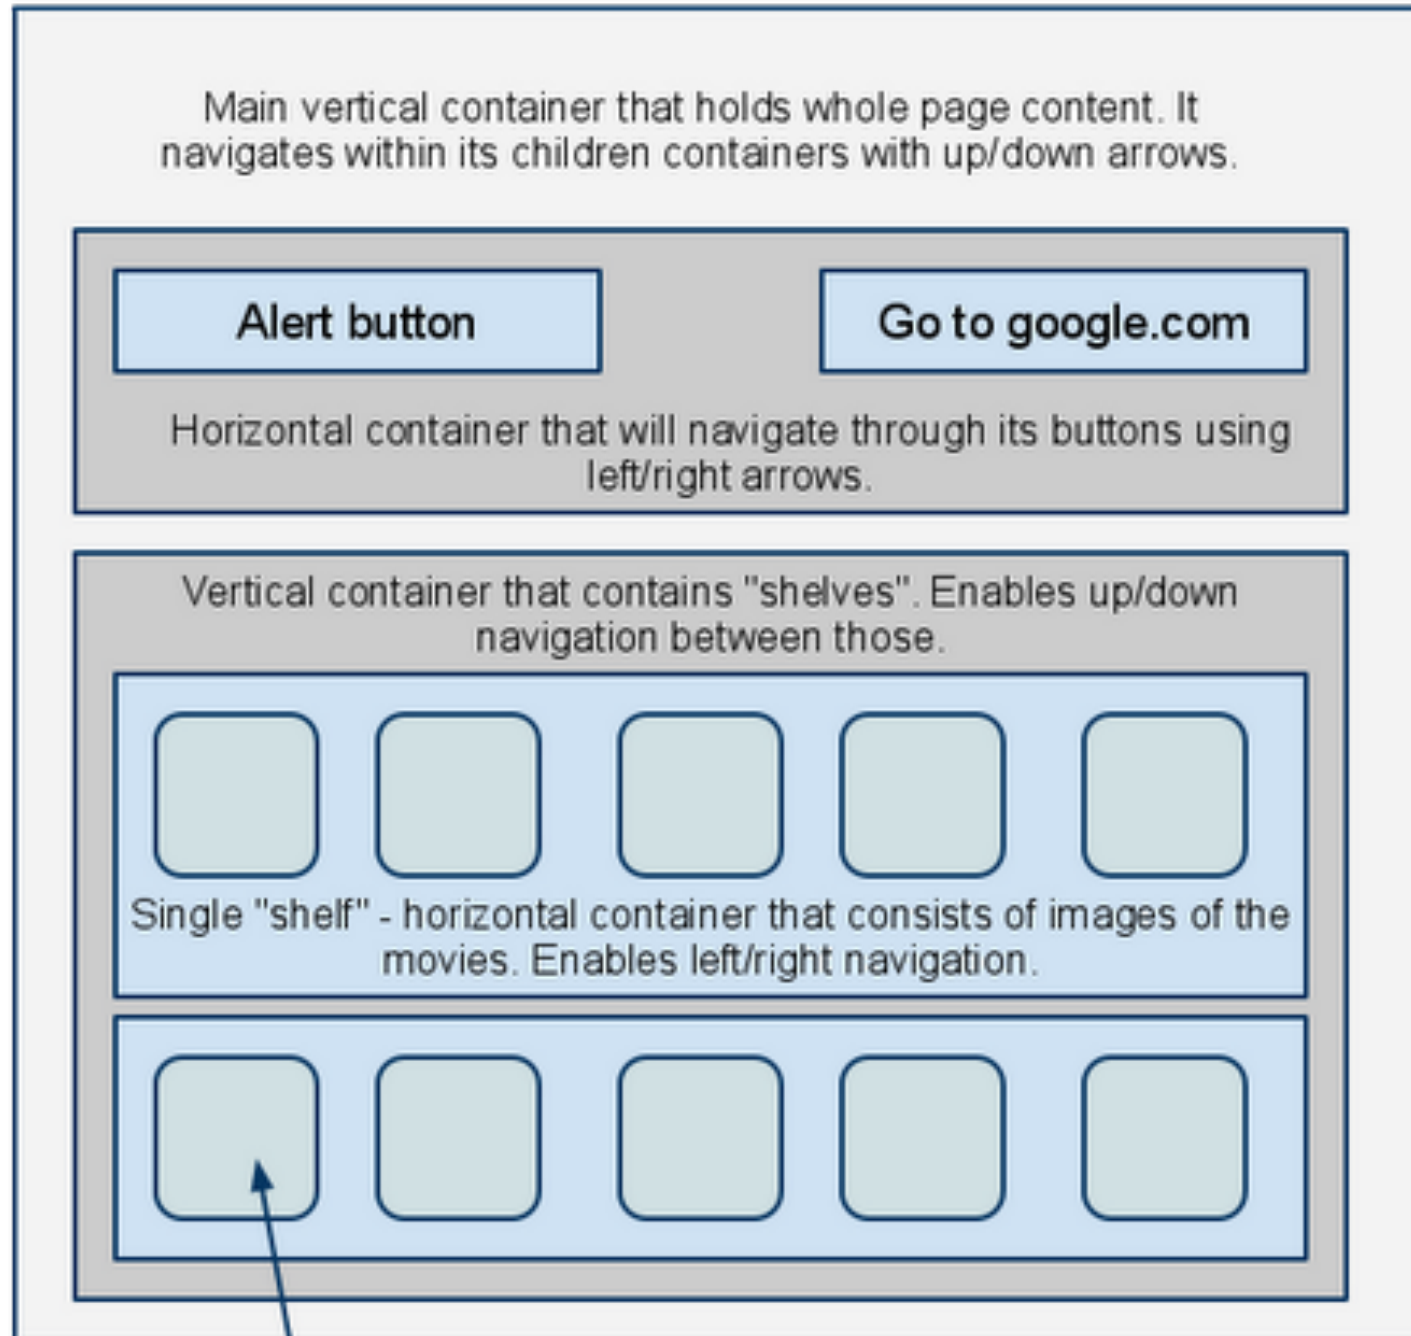 Main vertical container that holds whole page content. It
navigates within its children containers with up/down arrows.
Alert button
Go to google.com
Horizontal container that will navigate through its buttons using
left/right arrows.
Vertical container that contains "shelves". Enables up/down
navigation between those.
Single "shelf" - horizontal container that consists of images of the
movies. Enables left/right navigation.